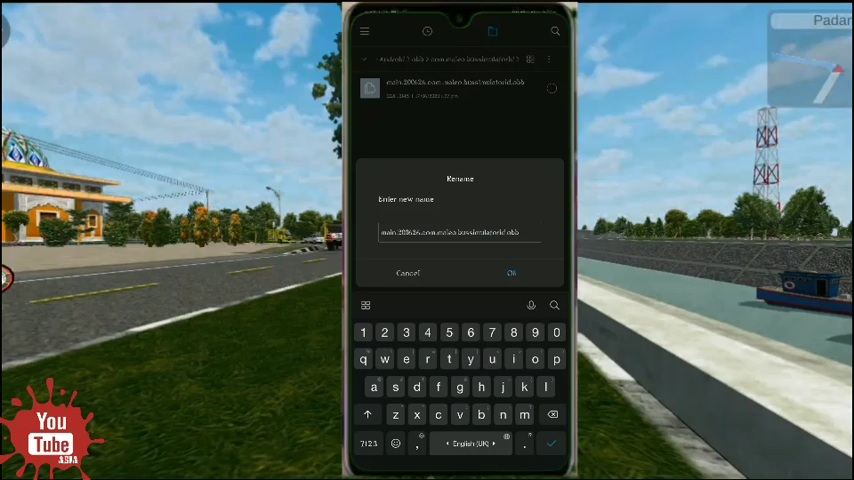 Padan
Android > obb > com.maleo.bussimulatorid >
main.200626.com.maleo.bussimulatorid.obb
Rename
Enter new name
main.200626.com.maleo.bussimulatorid.obb
Cancel
OK
1 2 3 4 5 6 7 8 9 0
q w e r t y u i o p
a s d f g h j k l
z x c v b n m
?123 , English (UK) .
You
Tube
ASIA